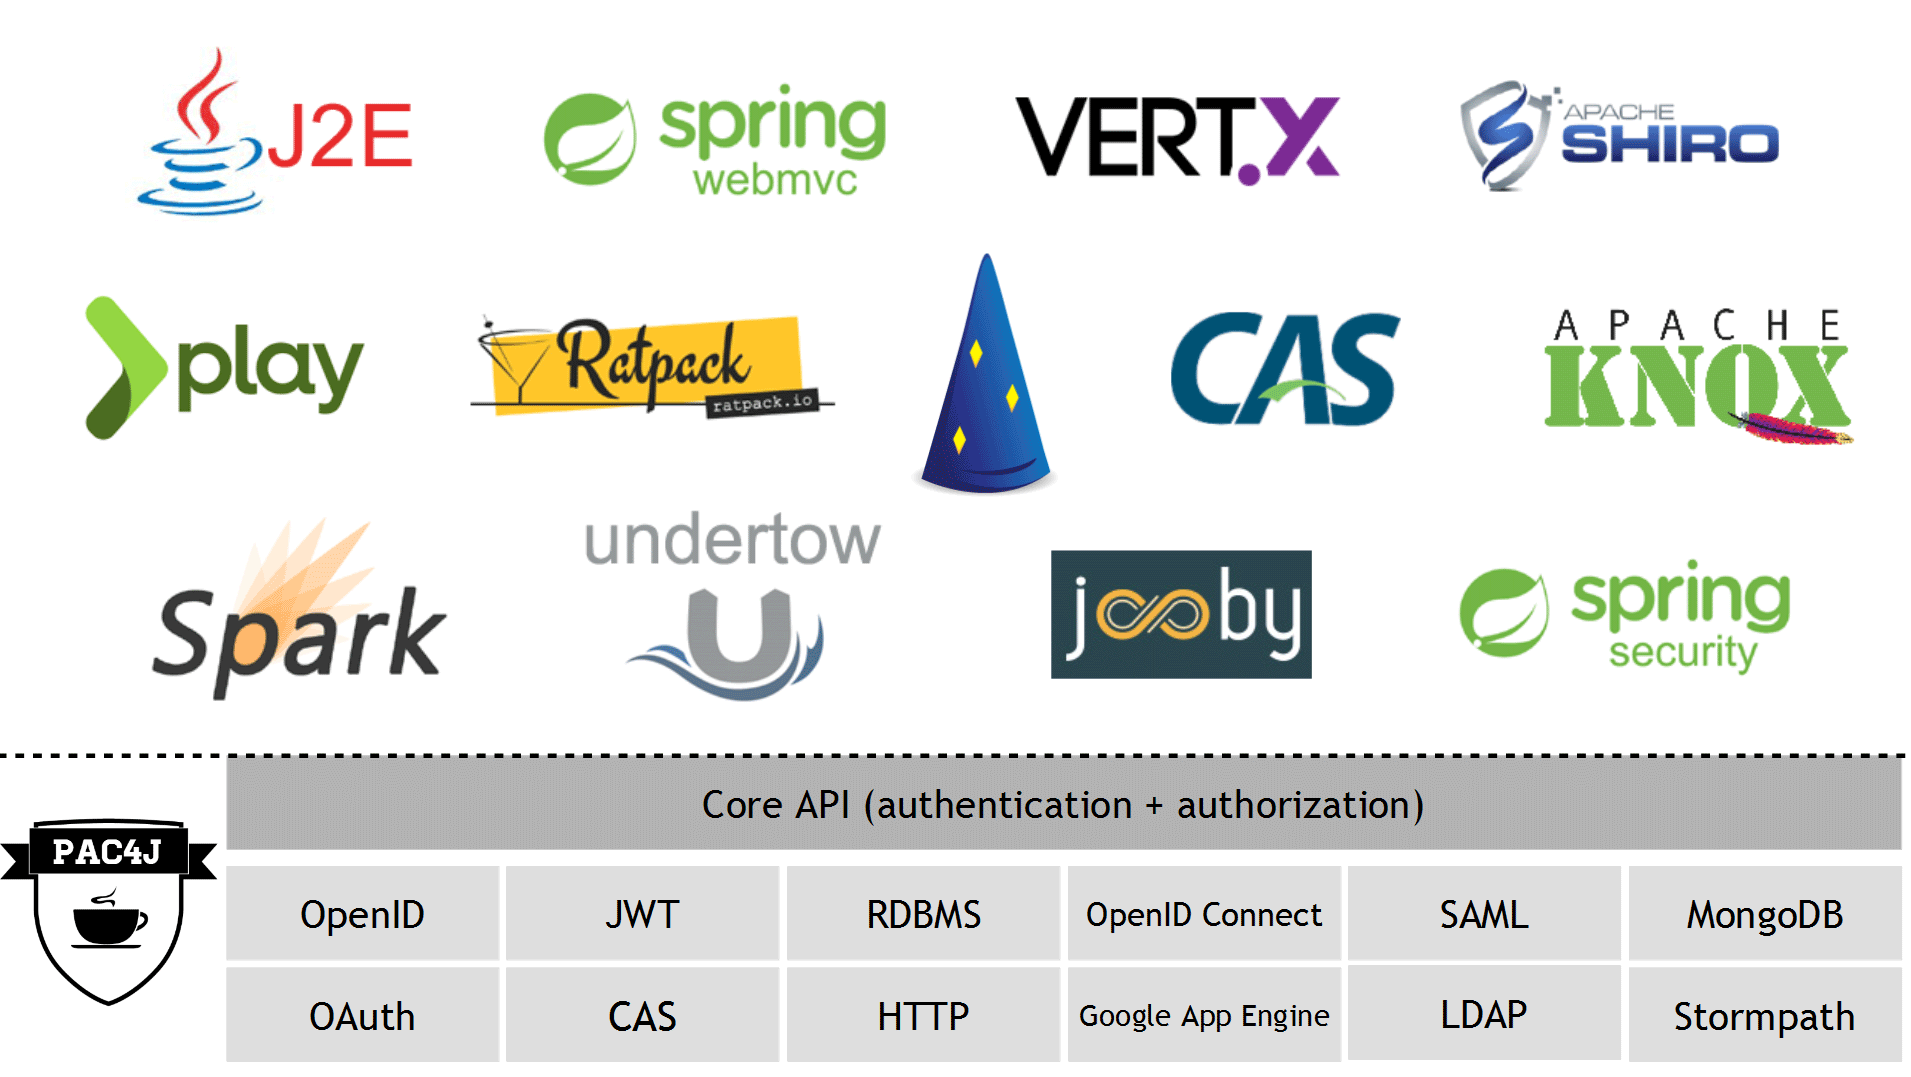 J2E
spring
webmvc
VERT.X
APACHE
SHIRO
play
Ratpack
ratpack.io
CAS
APACHE
KNOX
Spark
undertow
U
jooby
spring
security
Core API (authentication + authorization)
PAC4J
OpenID
JWT
RDBMS
OpenID Connect
SAML
MongoDB
OAuth
CAS
HTTP
Google App Engine
LDAP
Stormpath